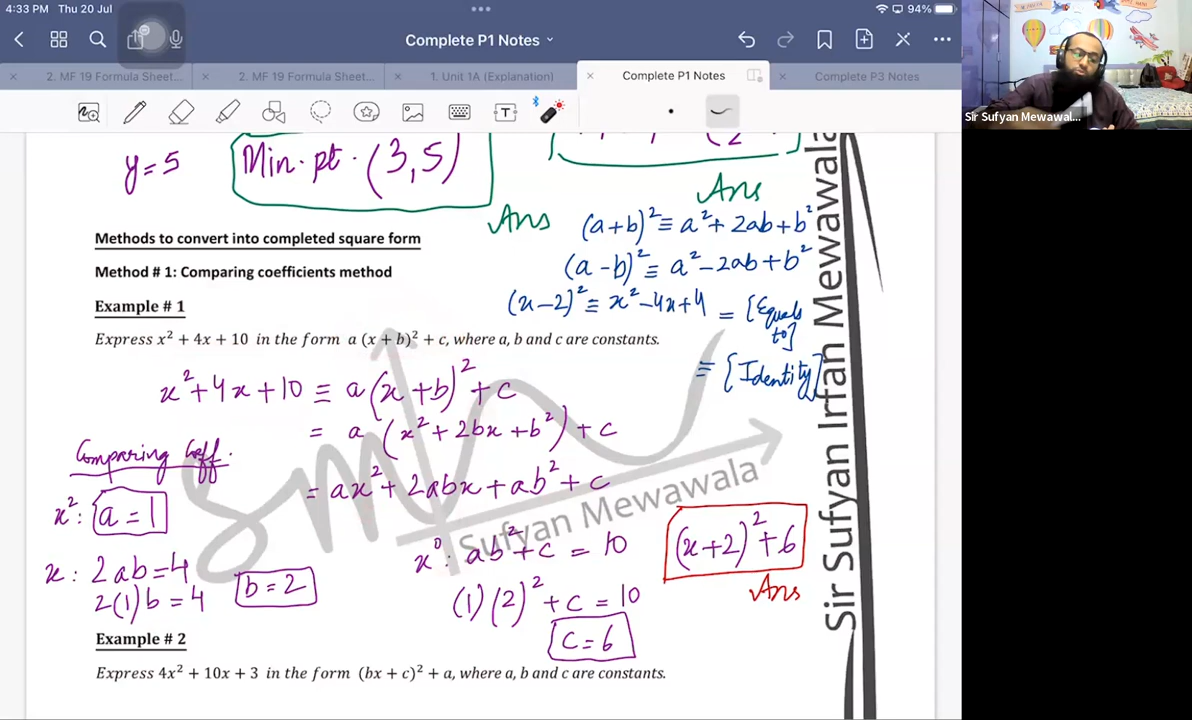 4:33 PM Thu 20 Jul
94%
Complete P1 Notes
2. MF 19 Formula Sheet...
2. MF 19 Formula Sheet...
1. Unit 1A (Explanation)
Complete P1 Notes
Complete P3 Notes
T
Sir Sufyan Mewawal...
y = 5
Min. pt. (3,5)
Ans
Ans
(a+b)² ≡ a² + 2ab + b²
Methods to convert into completed square form
(a-b)² ≡ a² - 2ab + b²
Method # 1: Comparing coefficients method
(x-2)² ≡ x² - 4x + 4
= [Equals to]
Example # 1
Express x² + 4x + 10 in the form a (x + b)² + c, where a, b and c are constants.
≡ [Identity]
x² + 4x + 10 ≡ a(x+b)² + c
= a(x² + 2bx + b²) + c
Comparing Coeff.
= ax² + 2abx + ab² + c
x²: a = 1
x⁰: ab² + c = 10
(x+2)² + 6
Ans
x: 2ab = 4
2(1)b = 4
b = 2
(1)(2)² + c = 10
c = 6
Example # 2
Express 4x² + 10x + 3 in the form (bx + c)² + a, where a, b and c are constants.
Sufyan Mewawala
Sir Sufyan Irfan Mewawala